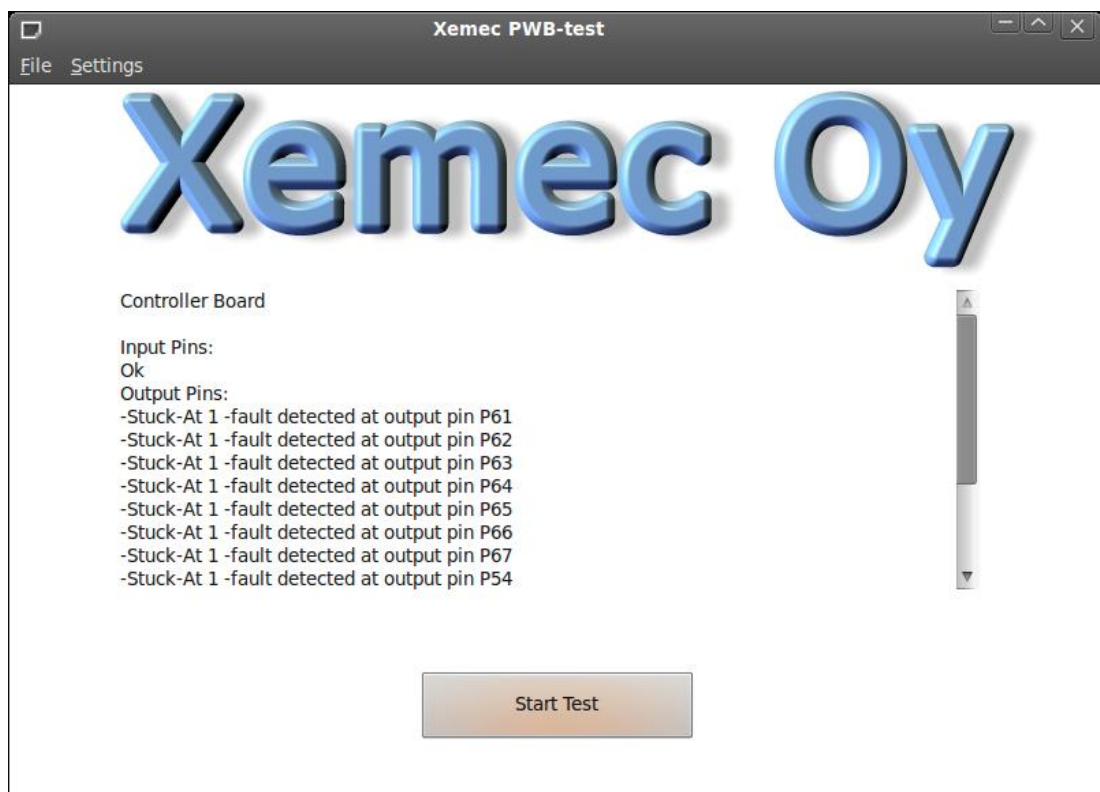 Xemec PWB-test
File Settings
Xemec Oy
Controller Board
Input Pins:
Ok
Output Pins:
-Stuck-At 1 -fault detected at output pin P61
-Stuck-At 1 -fault detected at output pin P62
-Stuck-At 1 -fault detected at output pin P63
-Stuck-At 1 -fault detected at output pin P64
-Stuck-At 1 -fault detected at output pin P65
-Stuck-At 1 -fault detected at output pin P66
-Stuck-At 1 -fault detected at output pin P67
-Stuck-At 1 -fault detected at output pin P54
Start Test